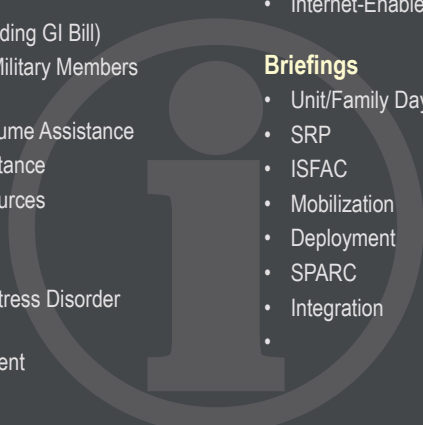 ding GI Bill)
Military Members
ume Assistance
tance
urces
tress Disorder
ent
• Internet-Enable
Briefings
• Unit/Family Day
• SRP
• ISFAC
• Mobilization
• Deployment
• SPARC
• Integration
•